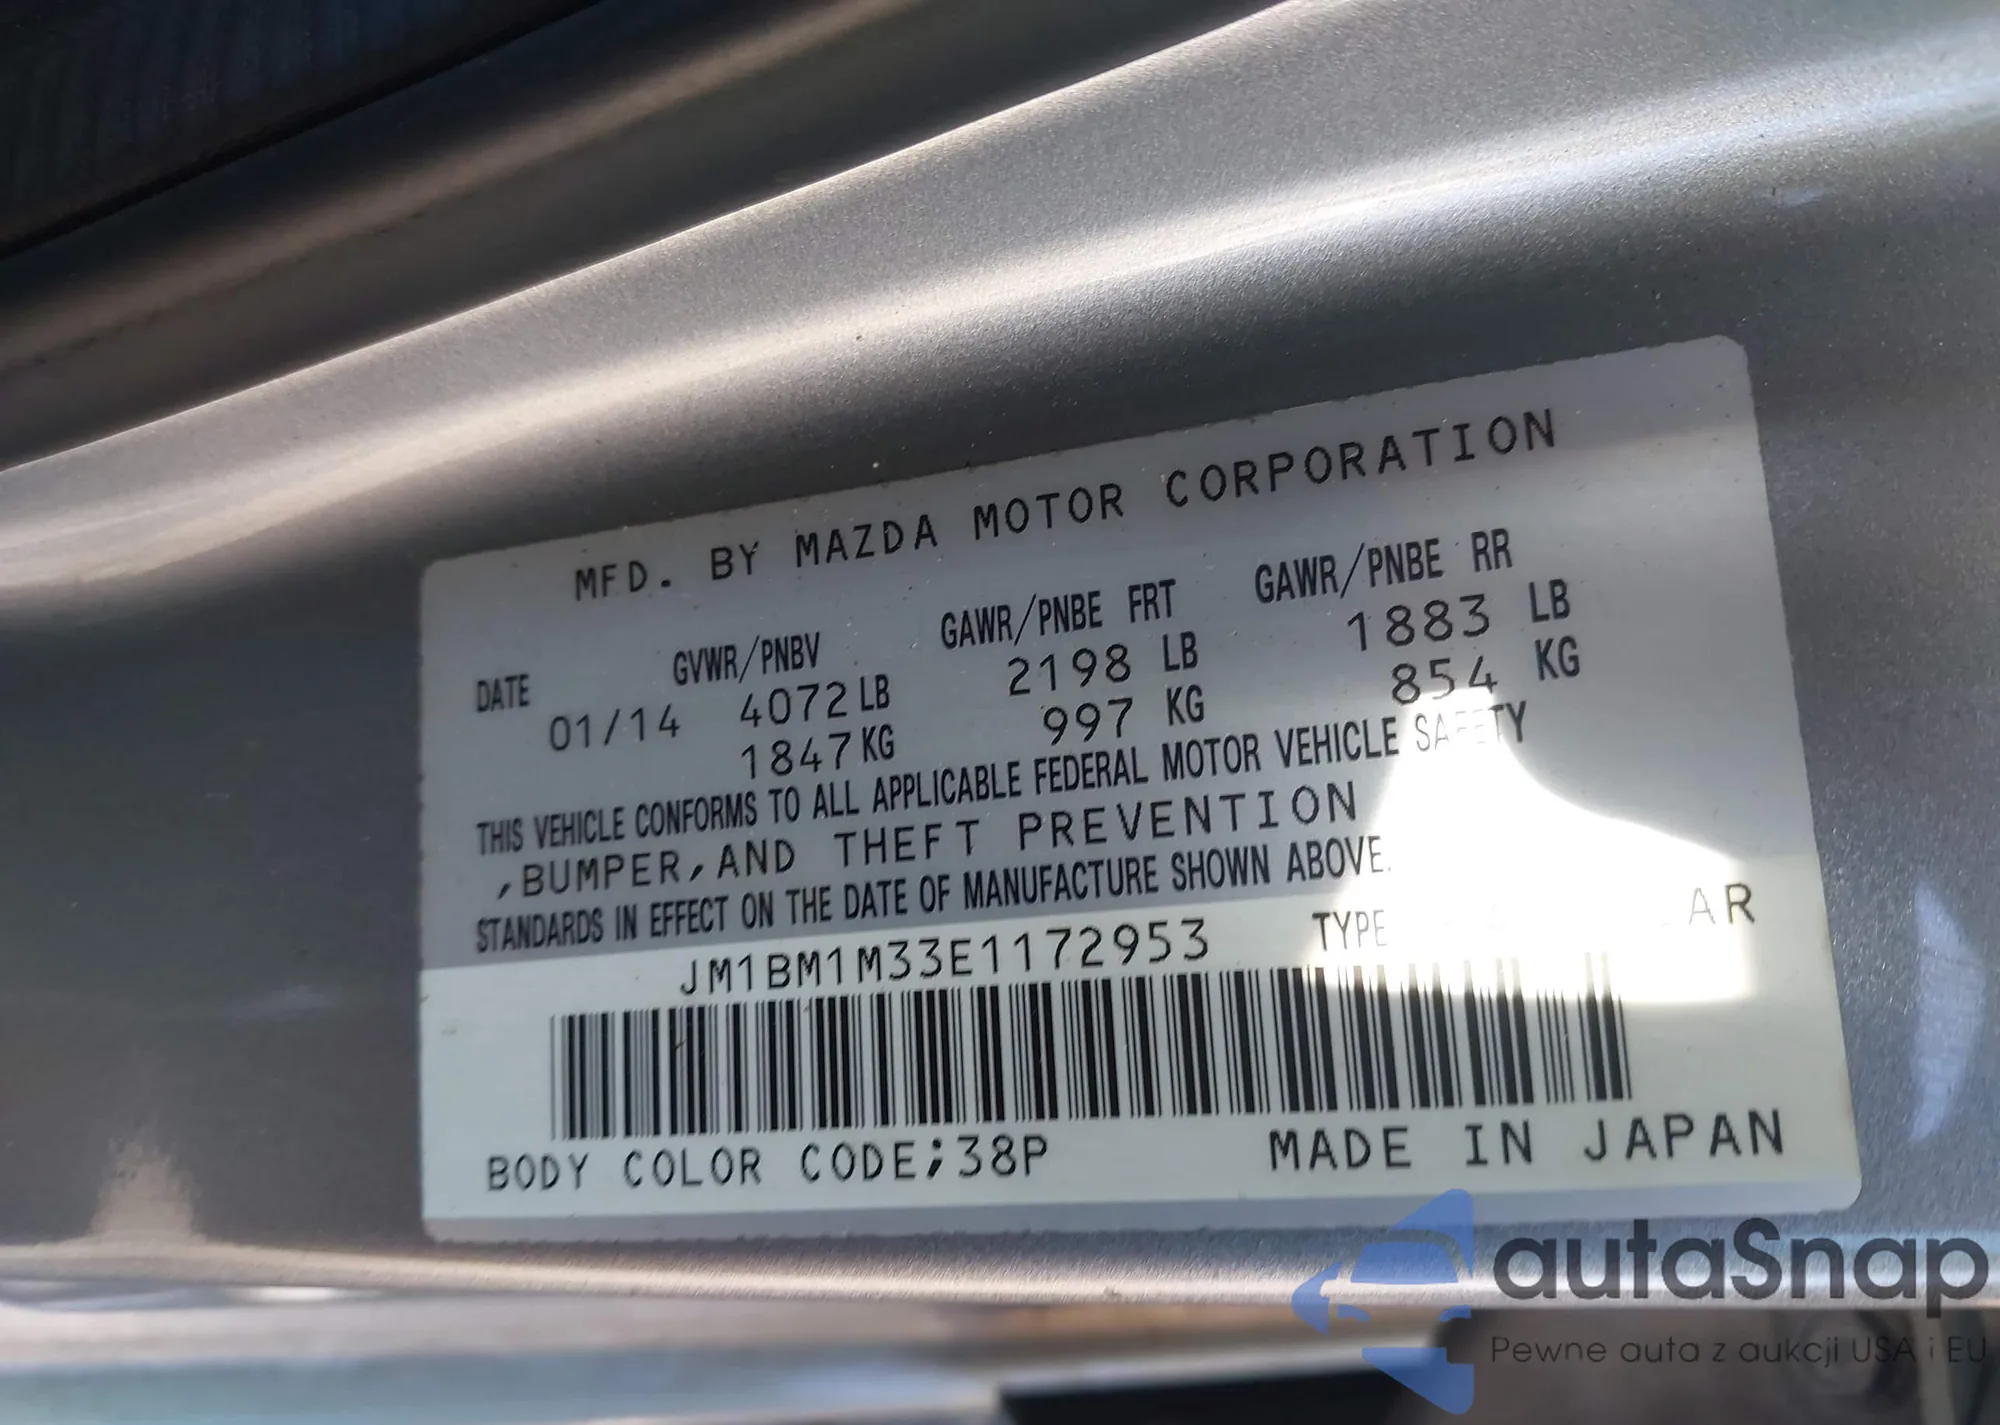 MFD. BY MAZDA MOTOR CORPORATION
DATE GVWR/PNBV GAWR/PNBE FRT GAWR/PNBE RR
01/14 4072 LB 2198 LB 1883 LB
1847 KG 997 KG 854 KG
THIS VEHICLE CONFORMS TO ALL APPLICABLE FEDERAL MOTOR VEHICLE SAFETY
,BUMPER,AND THEFT PREVENTION
STANDARDS IN EFFECT ON THE DATE OF MANUFACTURE SHOWN ABOVE.
JM1BM1M33E1172953 TYPE
BODY COLOR CODE;38P MADE IN JAPAN
autaSnap
Pewne auta z aukcji USA i EU